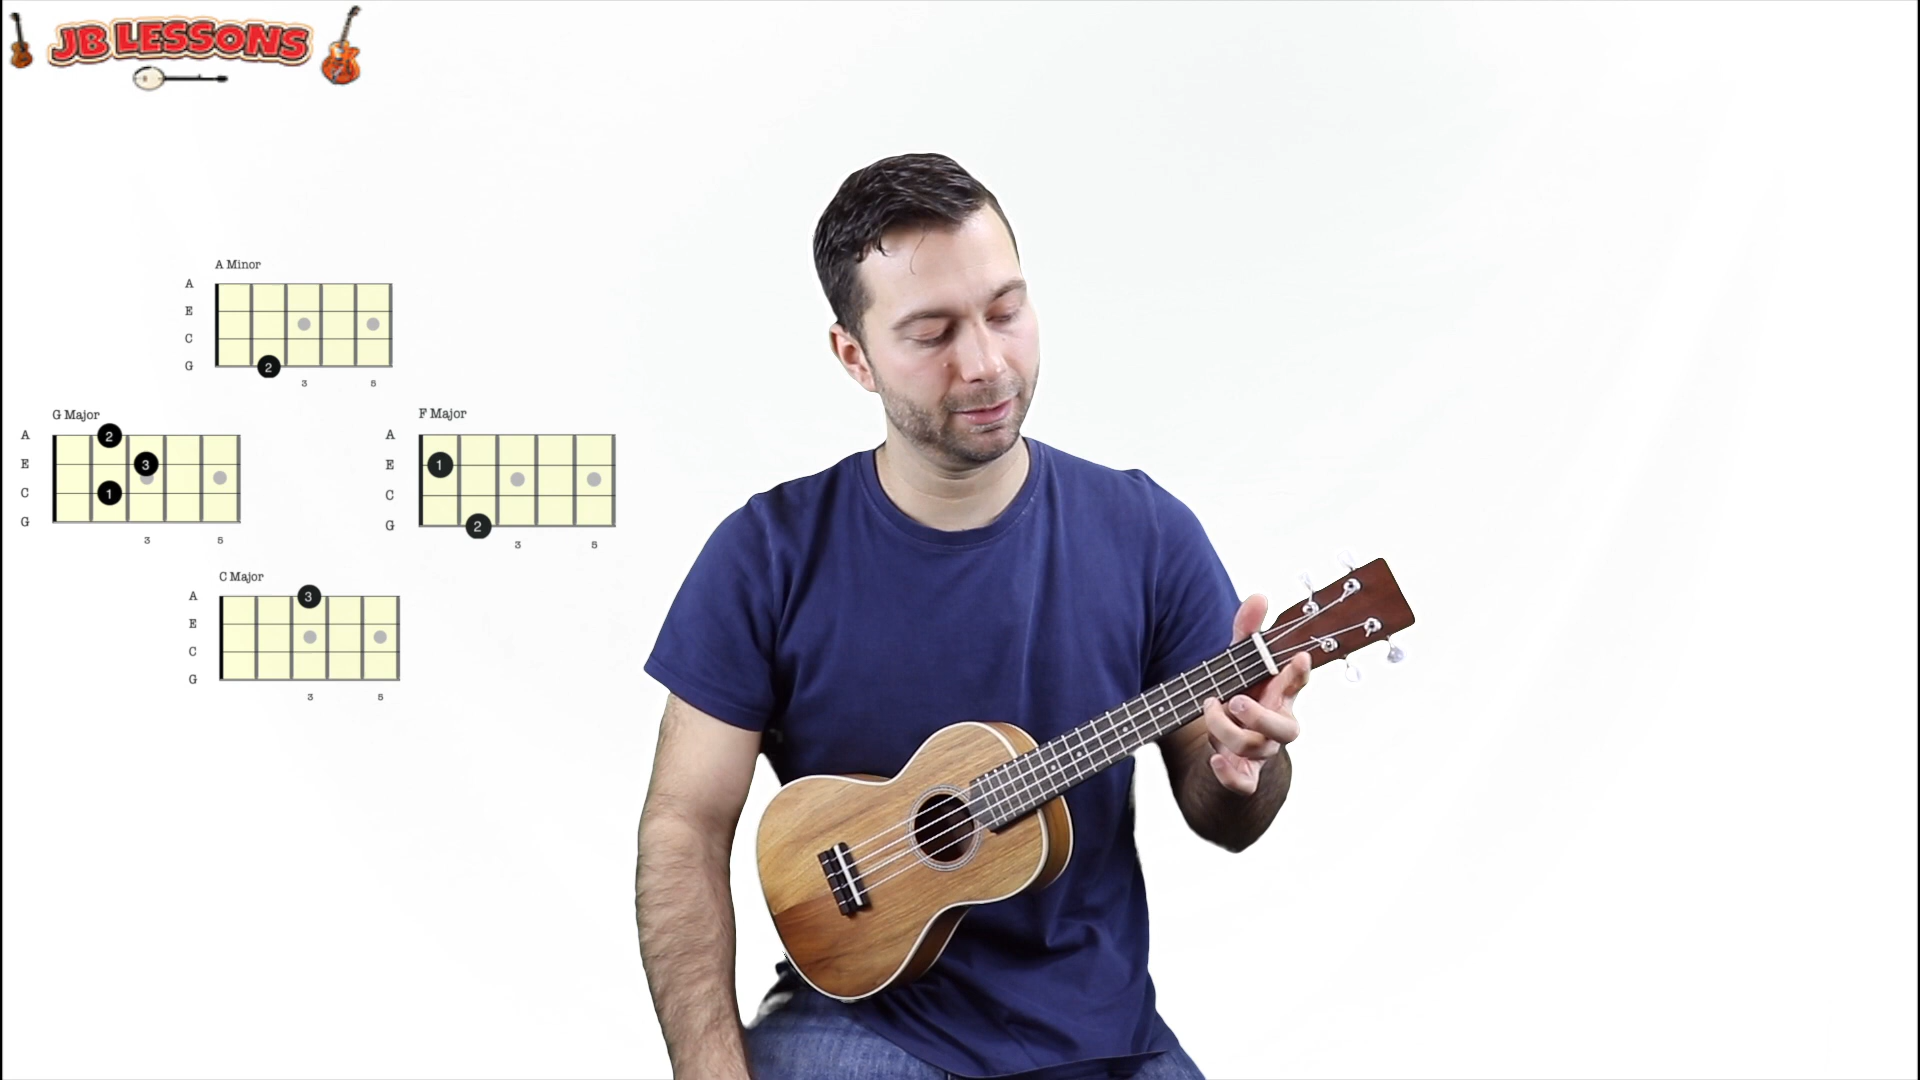 JB LESSONS
A Minor
A
E
C
G 2
3 5
G Major
A 2
E 3
C 1
G
3 5
F Major
A
E 1
C
G 2
3 5
C Major
A 3
E
C
G
3 5